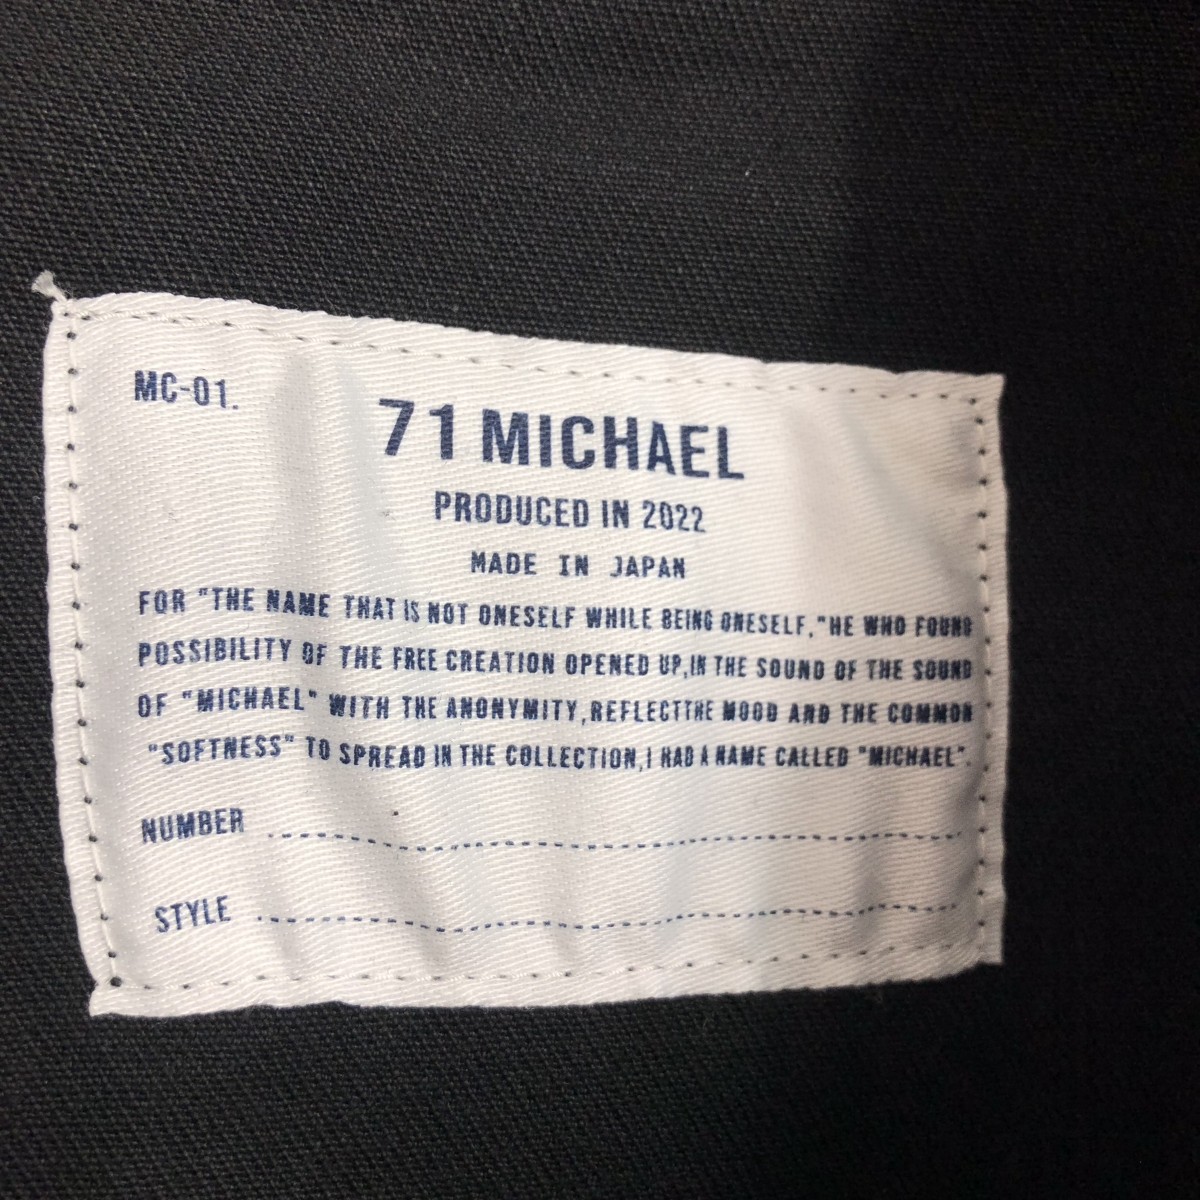 MC-01.
71 MICHAEL
PRODUCED IN 2022
MADE IN JAPAN
FOR "THE NAME THAT IS NOT ONESELF WHILE BEING ONESELF,"HE WHO FOUND
POSSIBILITY OF THE FREE CREATION OPENED UP,IN THE SOUND OF THE SOUND
OF "MICHAEL" WITH THE ANONYMITY,REFLECTTHE MOOD AND THE COMMON
"SOFTNESS" TO SPREAD IN THE COLLECTION,I HAD A NAME CALLED "MICHAEL".
NUMBER
STYLE